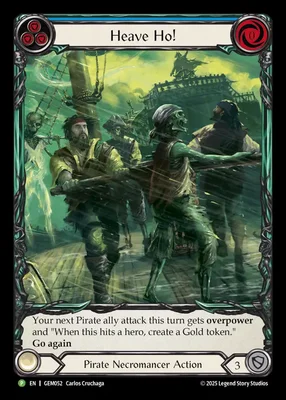 Heave Ho!
Your next Pirate ally attack this turn gets overpower
and "When this hits a hero, create a Gold token."
Go again
Pirate Necromancer Action
3
P EN | GEM052 Carlos Cruchaga
© 2025 Legend Story Studios